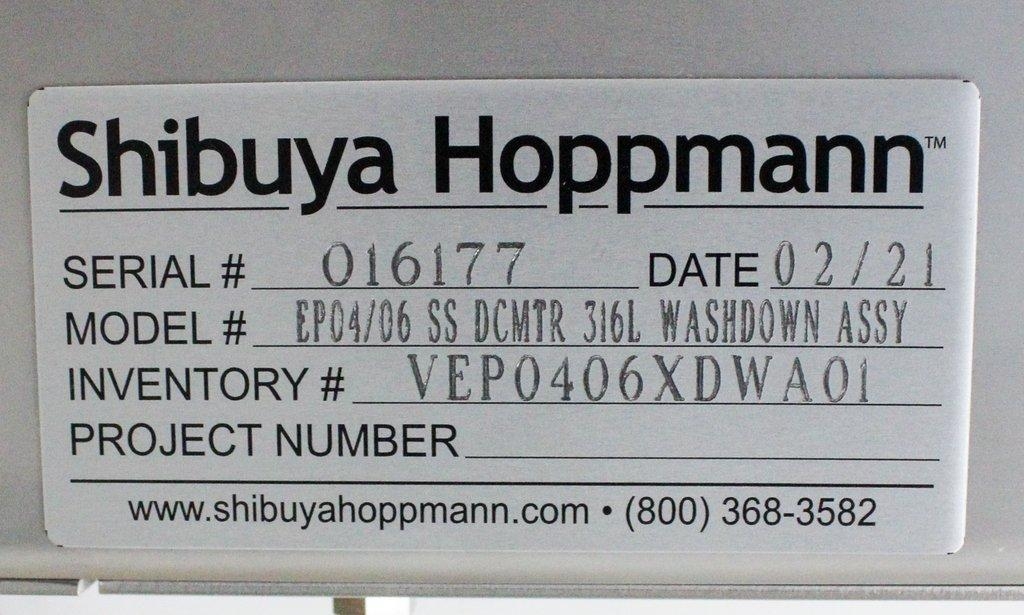 Shibuya Hoppmann™
SERIAL # 016177 DATE 02/21
MODEL # EP04/06 SS DCMTR 316L WASHDOWN ASSY
INVENTORY # VEP0406XDWA01
PROJECT NUMBER
www.shibuyahoppmann.com • (800) 368-3582